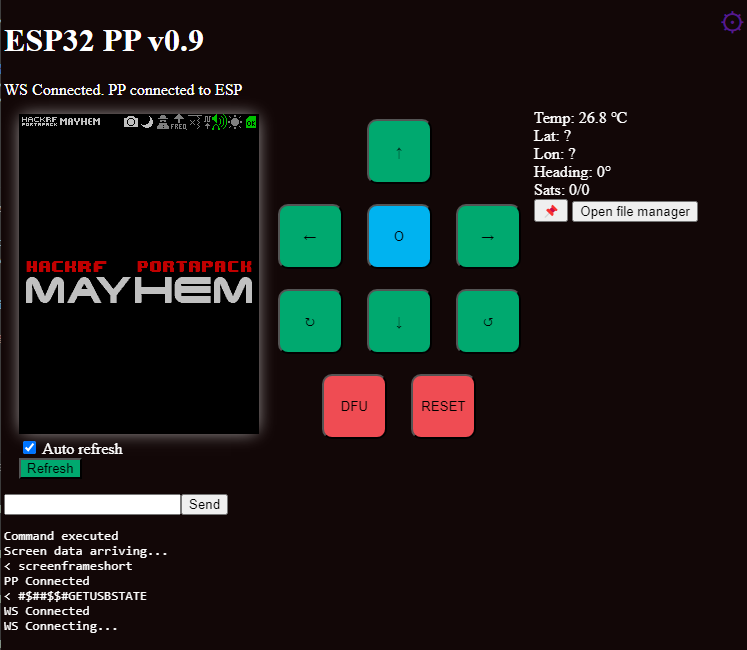 ESP32 PP v0.9
WS Connected. PP connected to ESP
HACKRF
PORTAPACK
MAYHEM
FREQ
HACKRF PORTAPACK
MAYHEM
↑
← O →
↻ ↓ ↺
DFU RESET
Temp: 26.8 °C
Lat: ?
Lon: ?
Heading: 0°
Sats: 0/0
📌 Open file manager
Auto refresh
Refresh
Send
Command executed
Screen data arriving...
< screenframeshort
PP Connected
< #$##$$#GETUSBSTATE
WS Connected
WS Connecting...